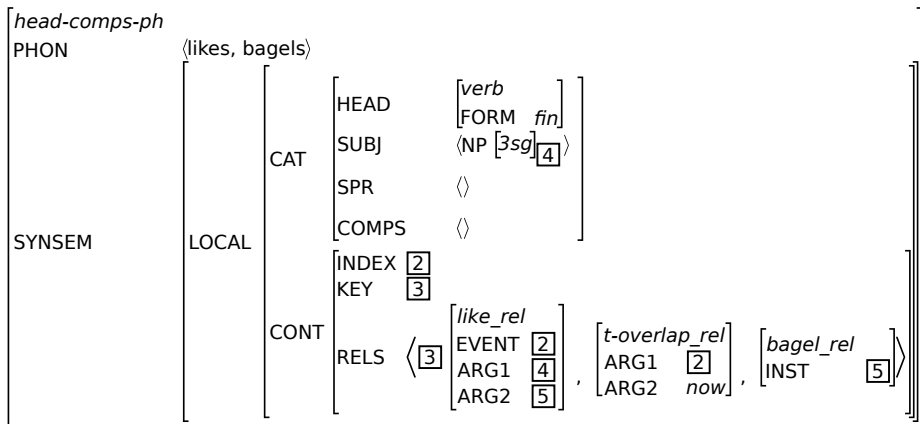 head-comps-ph
PHON ⟨likes, bagels⟩
verb
HEAD
FORM fin
SUBJ ⟨NP [3sg] 4 ⟩
CAT
SPR ⟨⟩
COMPS ⟨⟩
SYNSEM LOCAL
INDEX 2
KEY 3
like_rel
t-overlap_rel
bagel_rel
CONT
EVENT 2
RELS ⟨ 3
ARG1 4 , ARG1 2 , INST 5 ⟩
ARG2 5 ARG2 now